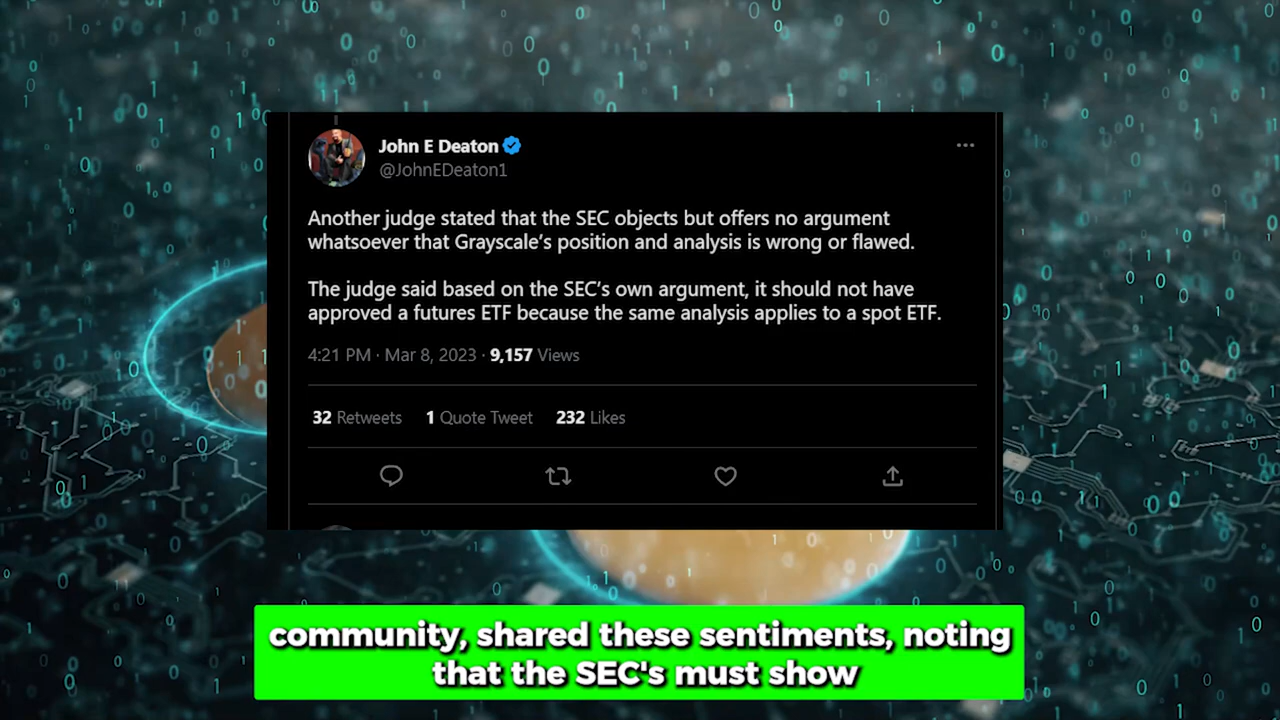 John E Deaton
@JohnEDeaton1
Another judge stated that the SEC objects but offers no argument
whatsoever that Grayscale’s position and analysis is wrong or flawed.
The judge said based on the SEC’s own argument, it should not have
approved a futures ETF because the same analysis applies to a spot ETF.
4:21 PM · Mar 8, 2023 · 9,157 Views
32 Retweets 1 Quote Tweet 232 Likes
community, shared these sentiments, noting
that the SEC's must show